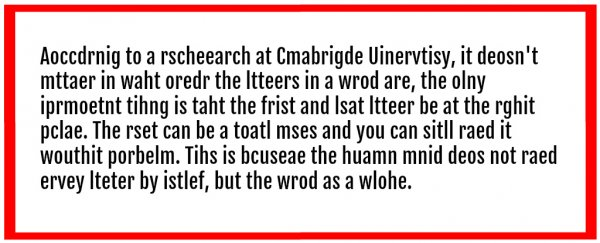 Aoccdrnig to a rscheearch at Cmabrigde Uinervtisy, it deosn't
mttaer in waht oredr the ltteers in a wrod are, the olny
iprmoetnt tihng is taht the frist and lsat ltteer be at the rghit
pclae. The rset can be a toatl mses and you can sitll raed it
wouthit porbelm. Tihs is bcuseae the huamn mnid deos not raed
ervey lteter by istlef, but the wrod as a wlohe.